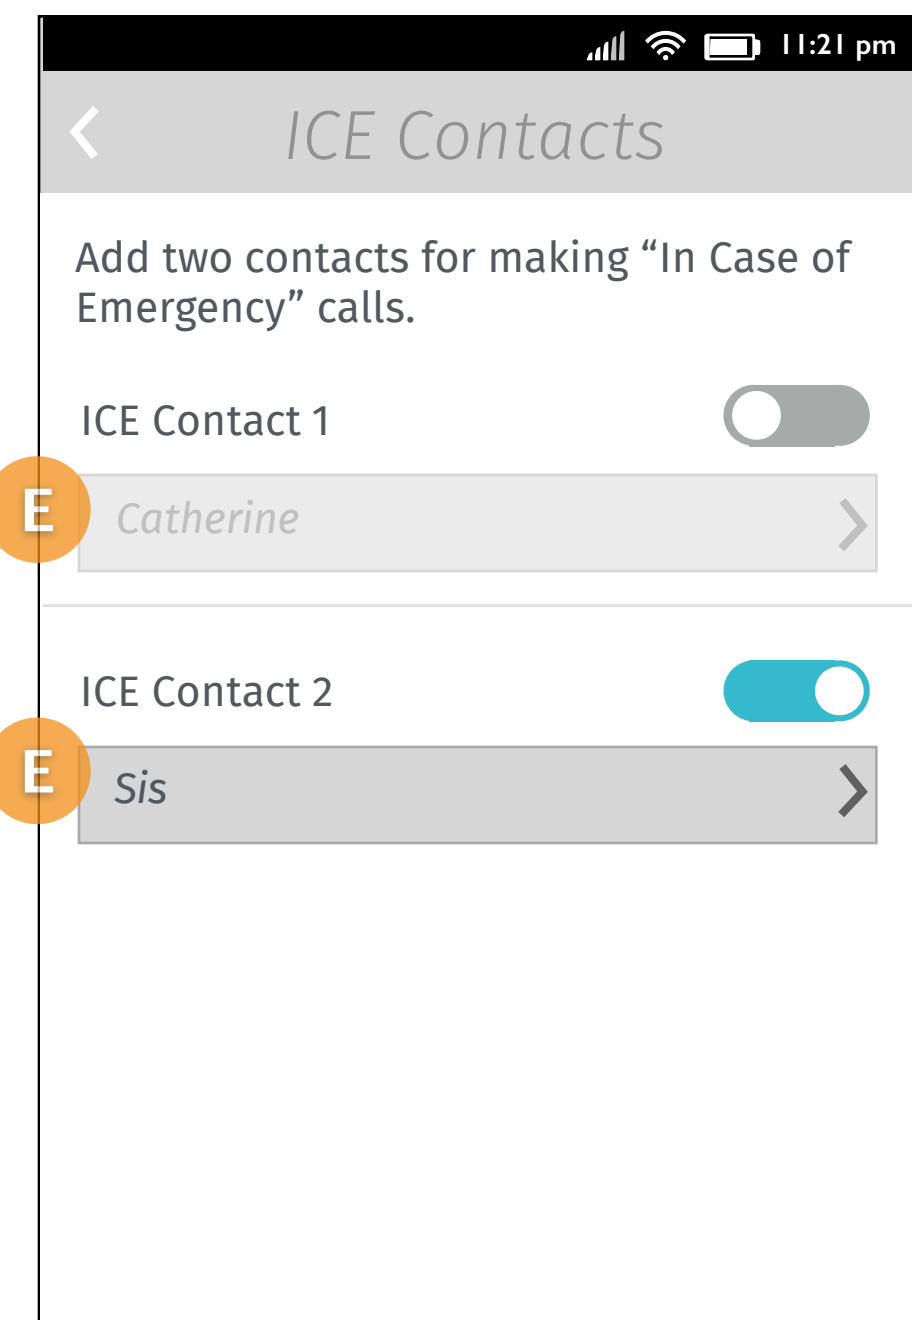 11:21 pm
ICE Contacts
Add two contacts for making “In Case of
Emergency” calls.
ICE Contact 1
E
Catherine
ICE Contact 2
E
Sis